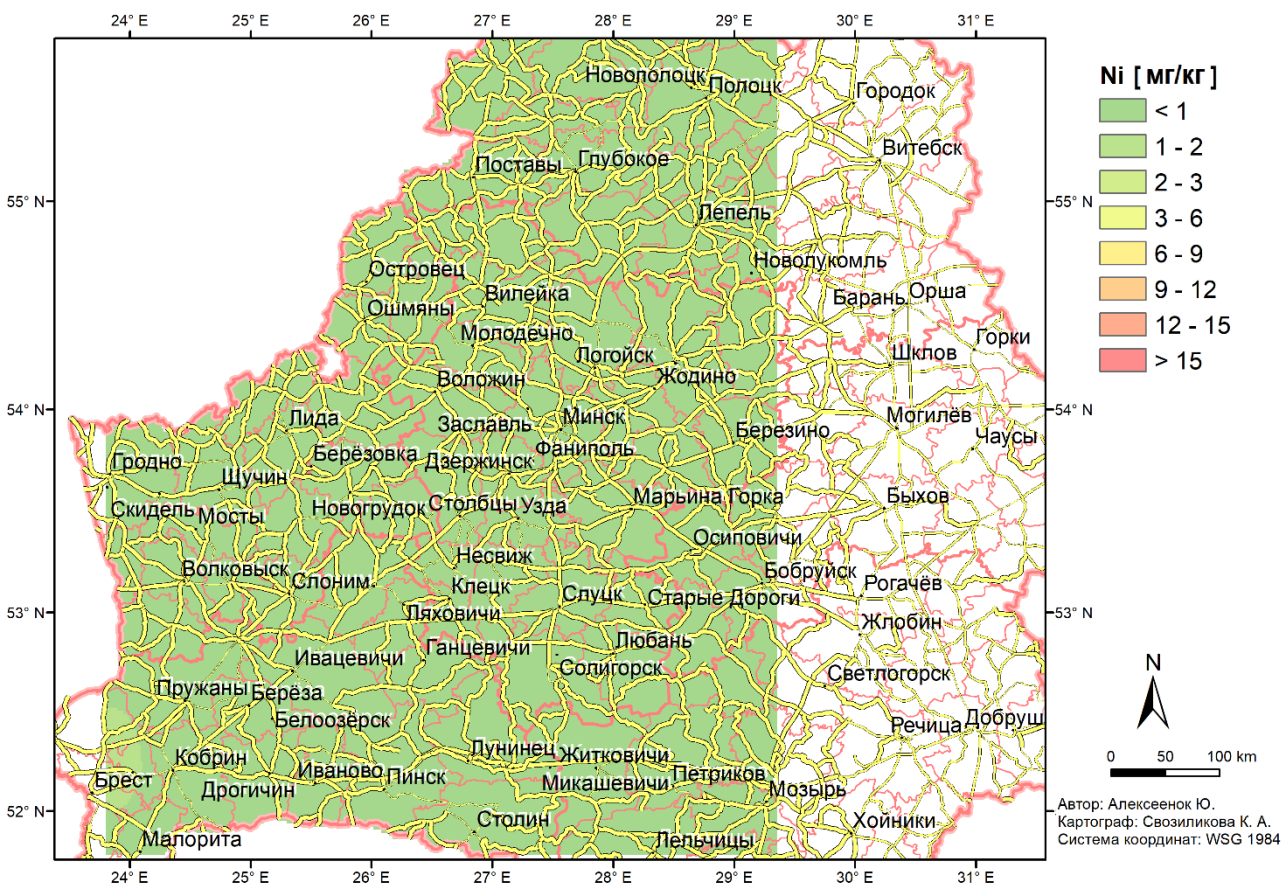 24° E 25° E 26° E 27° E 28° E 29° E 30° E 31° E
Новополоцк
Полоцк
Городок
Витебск
Поставы
Глубокое
55° N
55° N
Лепель
Новолукомль
Островец
Вилейка
Барань
Орша
Ошмяны
Молодечно
Горки
Логойск
Шклов
Воложин
Жодино
54° N
54° N
Лида
Заславль
Минск
Могилёв
Березино
Чаусы
Гродно
Берёзовка
Фаниполь
Щучин
Дзержинск
Скидель
Мосты
Новогрудок
Столбцы
Узда
Марьина Горка
Быхов
Осиповичи
Несвиж
Волковыск
Слоним
Клецк
Бобруйск
Рогачёв
53° N
53° N
Ляховичи
Слуцк
Старые Дороги
Жлобин
Любань
Ганцевичи
Ивацевичи
Солигорск
Светлогорск
Пружаны
Берёза
Белоозёрск
Речица
Добруш
Кобрин
Лунинец
Житковичи
Брест
Иваново
Пинск
Микашевичи
Петриков
Дрогичин
Мозырь
52° N
52° N
Столин
Хойники
Малорита
Лельчицы
24° E 25° E 26° E 27° E 28° E 29° E 30° E 31° E
Ni [ мг/кг ]
< 1
1 - 2
2 - 3
3 - 6
6 - 9
9 - 12
12 - 15
> 15
N
0 50 100 km
Автор: Алексеенок Ю.
Картограф: Свозиликова К. А.
Система координат: WSG 1984